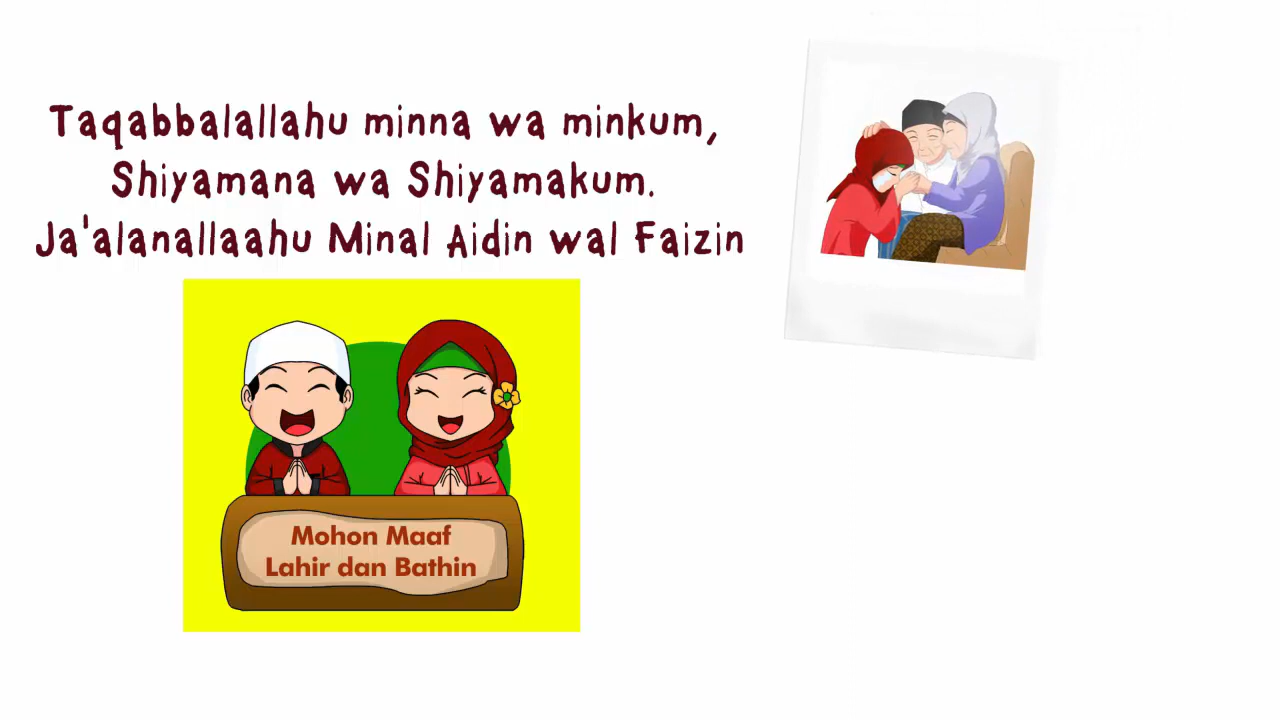 Taqabbalallahu minna wa minkum,
Shiyamana wa Shiyamakum.
Ja'alanallaahu Minal Aidin wal Faizin
Mohon Maaf
Lahir dan Bathin